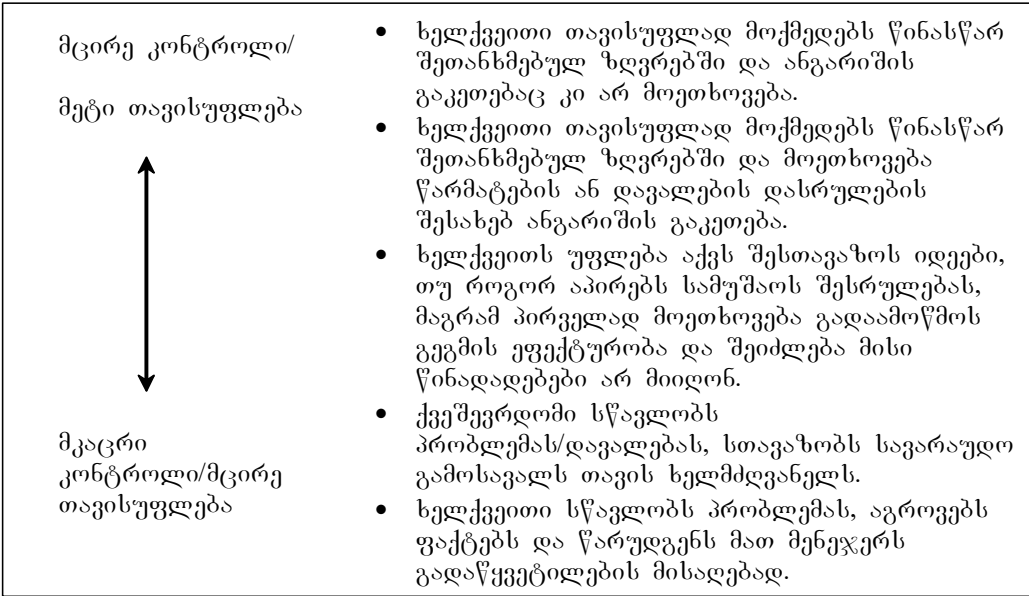 მცირე კონტროლი/
მეტი თავისუფლება
მკაცრი
კონტროლი/მცირე
თავისუფლება
• ხელქვეითი თავისუფლად მოქმედებს წინასწარ
შეთანხმებულ ზღვრებში და ანგარიშის
გაკეთებაც კი არ მოეთხოვება.
• ხელქვეითი თავისუფლად მოქმედებს წინასწარ
შეთანხმებულ ზღვრებში და მოეთხოვება
წარმატების ან დავალების დასრულების
შესახებ ანგარიშის გაკეთება.
• ხელქვეითს უფლება აქვს შესთავაზოს იდეები,
თუ როგორ აპირებს სამუშაოს შესრულებას,
მაგრამ პირველად მოეთხოვება გადაამოწმოს
გეგმის ეფექტურობა და შეიძლება მისი
წინადადებები არ მიიღონ.
• ქვეშევრდომი სწავლობს
პრობლემას/დავალებას, სთავაზობს სავარაუდო
გამოსავალს თავის ხელმძღვანელს.
• ხელქვეითი სწავლობს პრობლემას, აგროვებს
ფაქტებს და წარუდგენს მათ მენეჯერს
გადაწყვეტილების მისაღებად.